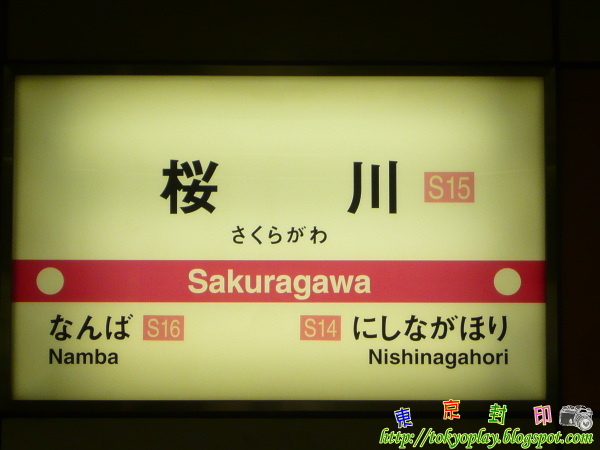 桜川 S15
さくらがわ
Sakuragawa
なんば S16 S14 にしながほり
Namba Nishinagahori
東京封印
http://tokyoplay.blogspot.com